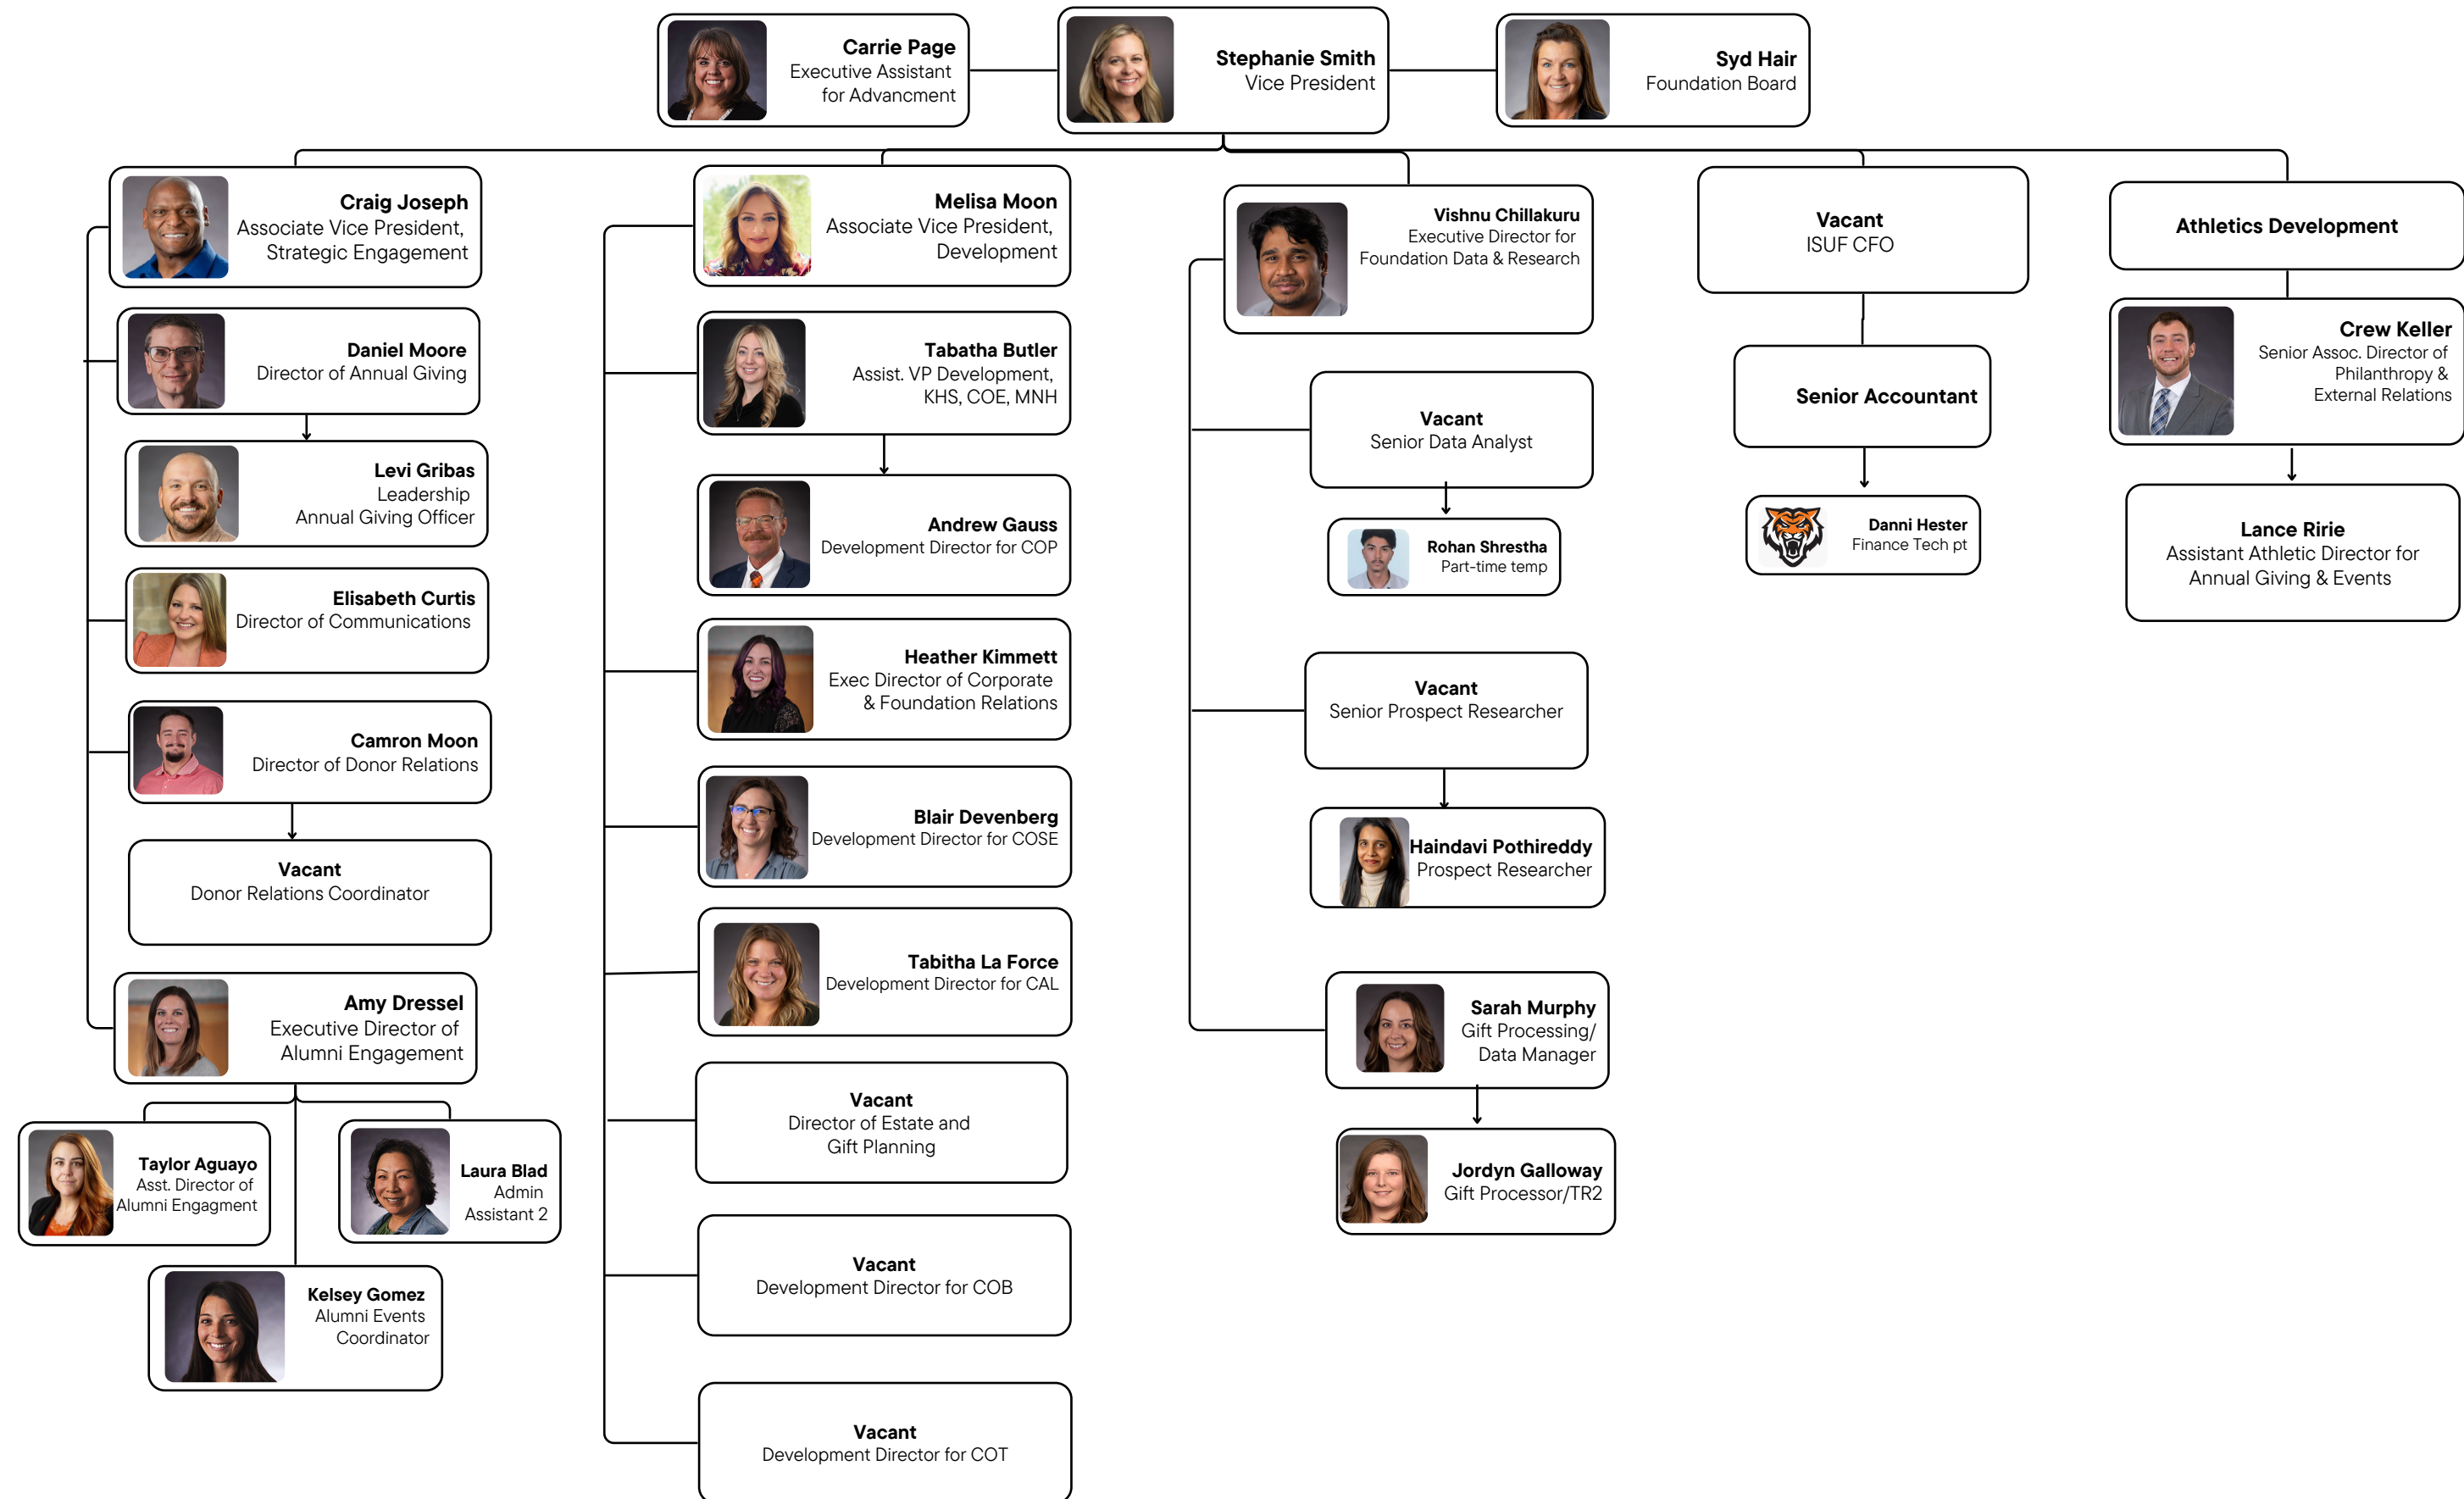 Carrie Page
Executive Assistant
for Advancment
Stephanie Smith
Vice President
Syd Hair
Foundation Board
Craig Joseph
Associate Vice President,
Strategic Engagement
Daniel Moore
Director of Annual Giving
Levi Gribas
Leadership
Annual Giving Officer
Elisabeth Curtis
Director of Communications
Camron Moon
Director of Donor Relations
Vacant
Donor Relations Coordinator
Amy Dressel
Executive Director of
Alumni Engagement
Taylor Aguayo
Asst. Director of
Alumni Engagment
Laura Blad
Admin
Assistant 2
Kelsey Gomez
Alumni Events
Coordinator
Melisa Moon
Associate Vice President,
Development
Tabatha Butler
Assist. VP Development,
KHS, COE, MNH
Andrew Gauss
Development Director for COP
Heather Kimmett
Exec Director of Corporate
& Foundation Relations
Blair Devenberg
Development Director for COSE
Tabitha La Force
Development Director for CAL
Vacant
Director of Estate and
Gift Planning
Vacant
Development Director for COB
Vacant
Development Director for COT
Vishnu Chillakuru
Executive Director for
Foundation Data & Research
Vacant
Senior Data Analyst
Rohan Shrestha
Part-time temp
Vacant
Senior Prospect Researcher
Haindavi Pothireddy
Prospect Researcher
Sarah Murphy
Gift Processing/
Data Manager
Jordyn Galloway
Gift Processor/TR2
Vacant
ISUF CFO
Senior Accountant
Danni Hester
Finance Tech pt
Athletics Development
Crew Keller
Senior Assoc. Director of
Philanthropy &
External Relations
Lance Ririe
Assistant Athletic Director for
Annual Giving & Events